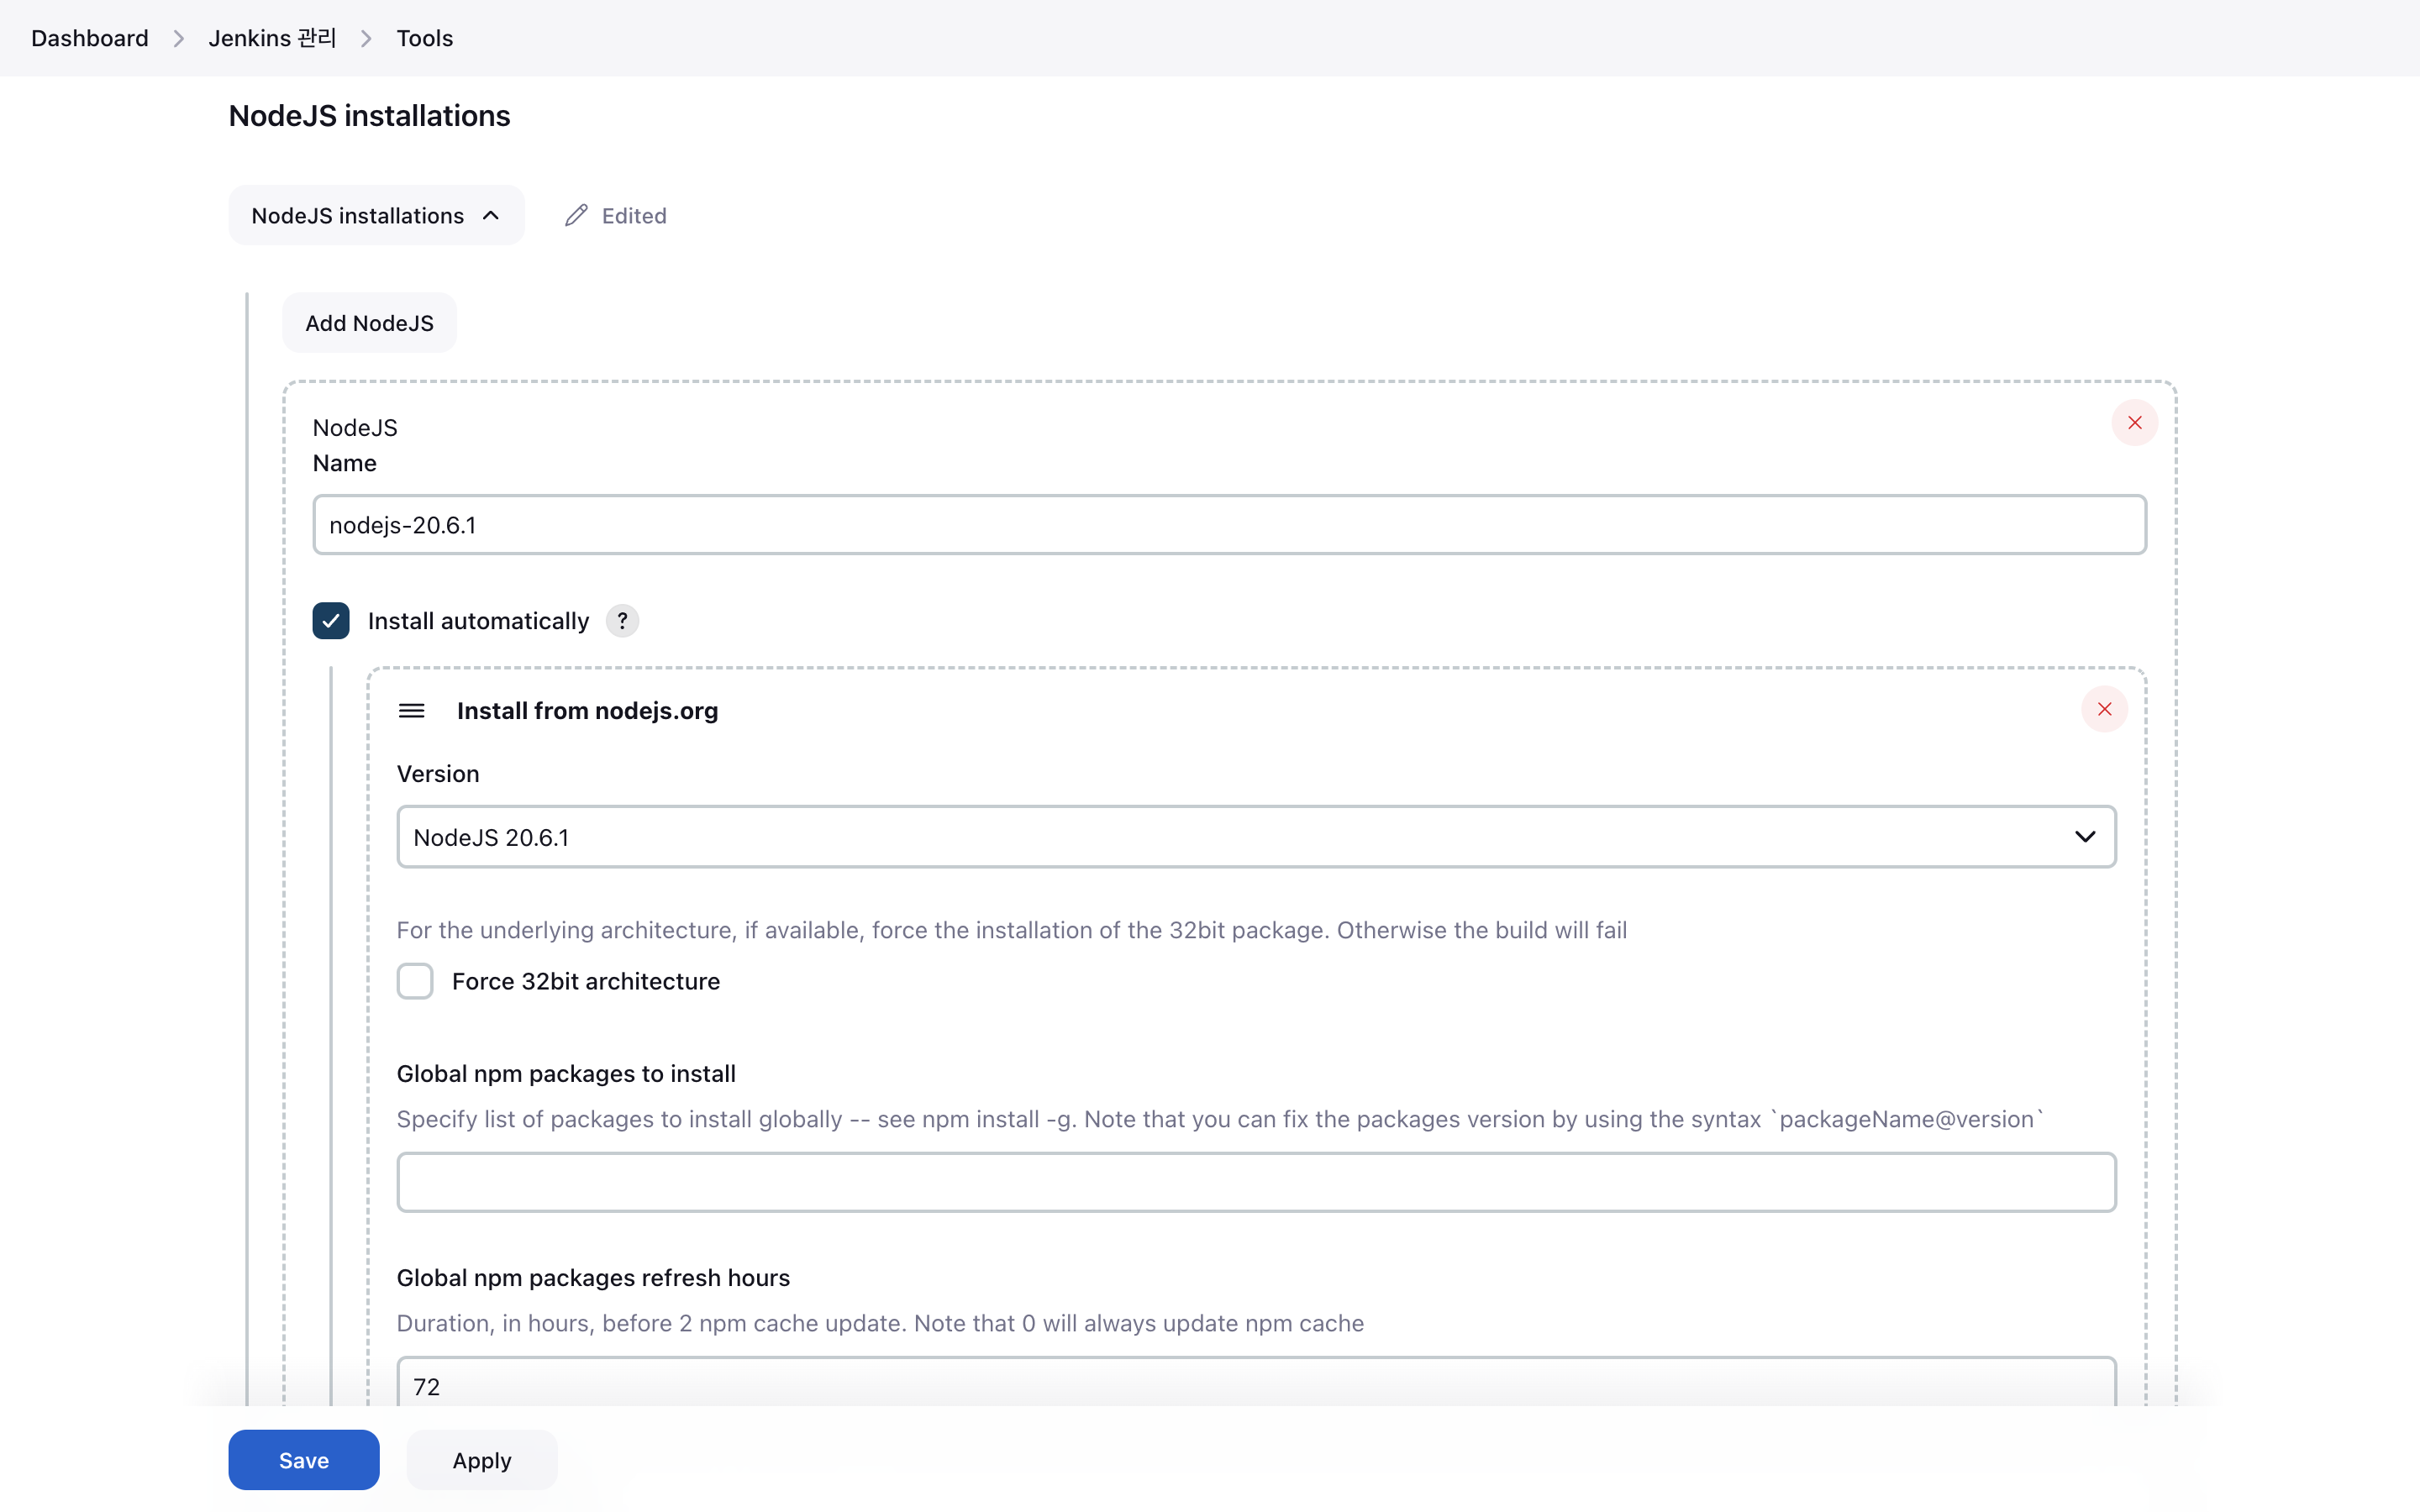 Dashboard > Jenkins 관리 > Tools
NodeJS installations
NodeJS installations Edited
Add NodeJS
NodeJS
Name
nodejs-20.6.1
Install automatically ?
Install from nodejs.org
Version
NodeJS 20.6.1
For the underlying architecture, if available, force the installation of the 32bit package. Otherwise the build will fail
Force 32bit architecture
Global npm packages to install
Specify list of packages to install globally -- see npm install -g. Note that you can fix the packages version by using the syntax `packageName@version`
Global npm packages refresh hours
Duration, in hours, before 2 npm cache update. Note that 0 will always update npm cache
72
Save Apply